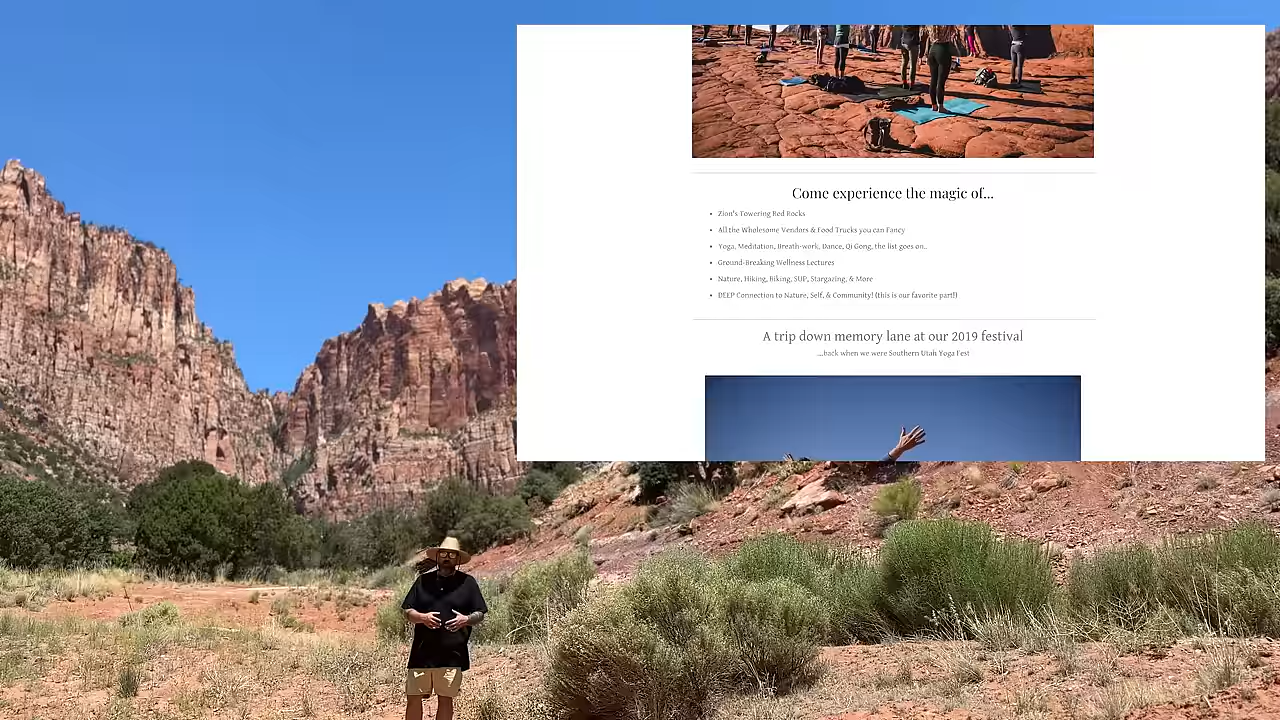 Come experience the magic of...
• Zion's Towering Red Rocks
• All the Wholesome Vendors & Food Trucks you can Fancy
• Yoga, Meditation, Breath-work, Dance, Qi Gong, the list goes on..
• Ground-Breaking Wellness Lectures
• Nature, Hiking, Biking, SUP, Stargazing, & More
• DEEP Connection to Nature, Self, & Community! (this is our favorite part!)
A trip down memory lane at our 2019 festival
...back when we were Southern Utah Yoga Fest